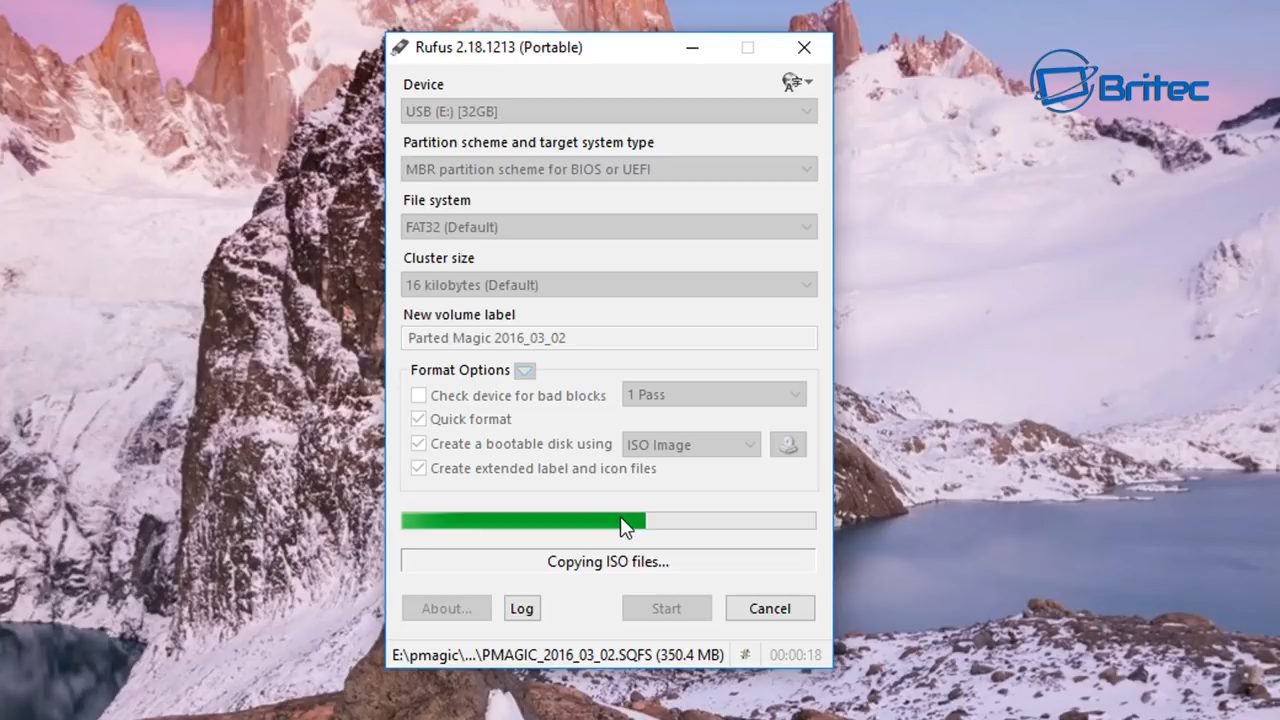 Rufus 2.18.1213 (Portable)
Britec
Device
USB (E:) [32GB]
Partition scheme and target system type
MBR partition scheme for BIOS or UEFI
File system
FAT32 (Default)
Cluster size
16 kilobytes (Default)
New volume label
Parted Magic 2016_03_02
Format Options
Check device for bad blocks 1 Pass
Quick format
Create a bootable disk using ISO Image
Create extended label and icon files
Copying ISO files...
About... Log Start Cancel
E:\pmagic\...\PMAGIC_2016_03_02.SQFS (350.4 MB) # 00:00:18